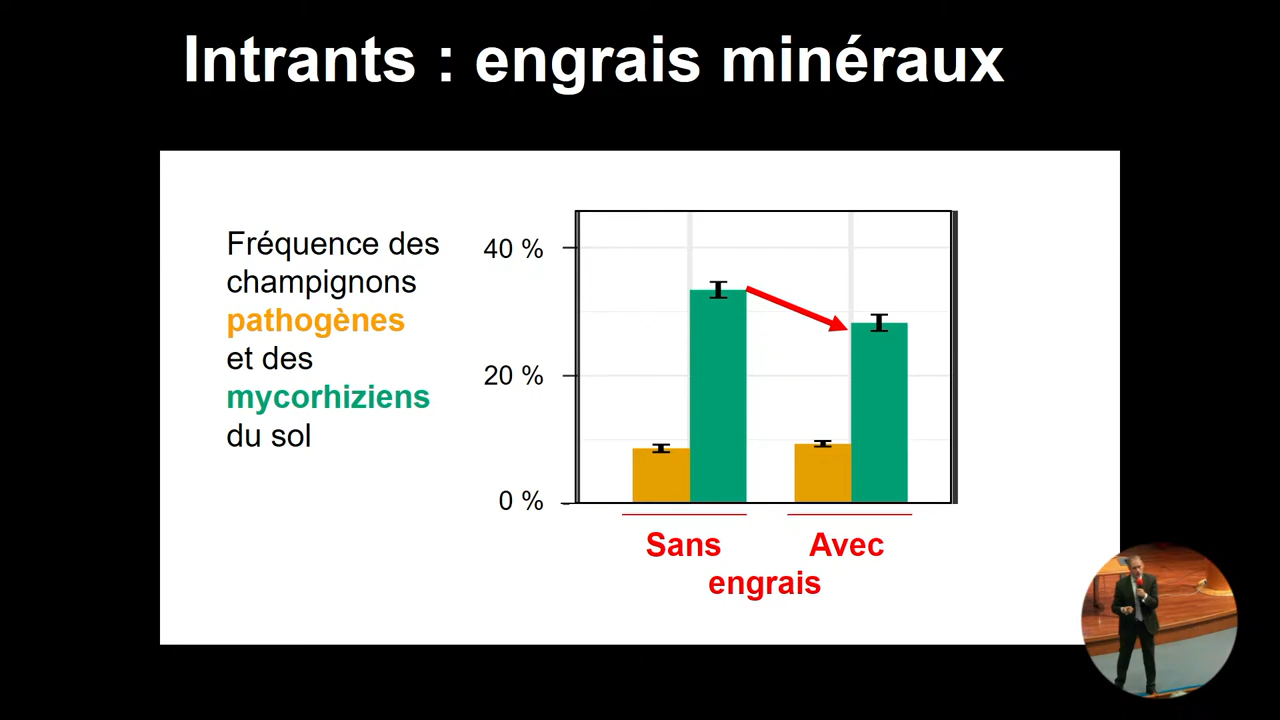 Intrants : engrais minéraux
Fréquence des
champignons
pathogènes
et des
mycorhiziens
du sol
40 %
20 %
0 %
Sans
Avec
engrais